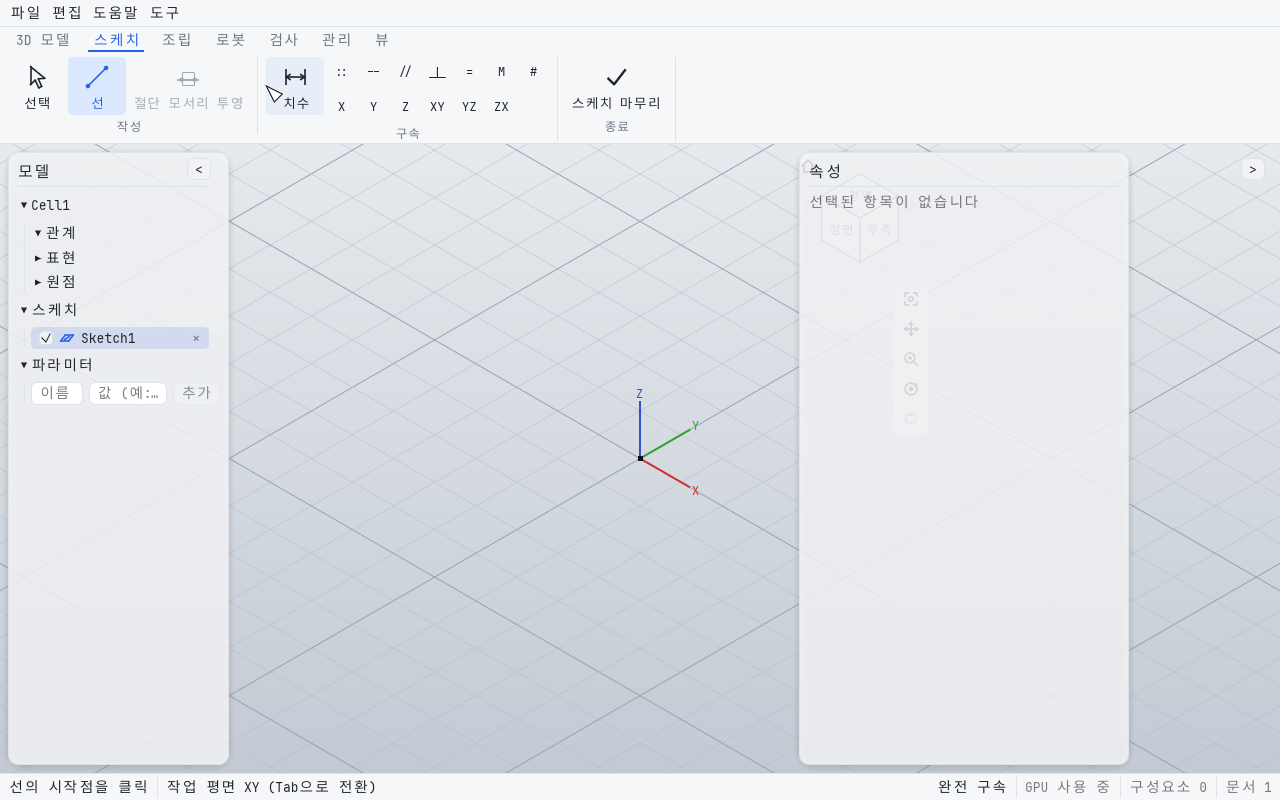 파일 편집 도움말 도구
3D 모델 스케치 조립 로봇 검사 관리 뷰
선택 선 절단 모서리 투영 치수 스케치 마무리
:: -- // ⊥ = M #
X Y Z XY YZ ZX
작성 구속 종료
모델 <
▼ Cell1
▼ 관계
▶ 표현
▶ 원점
▼ 스케치
Sketch1 ×
▼ 파라미터
이름 값 (예:… 추가
Z
Y
X
속성 >
선택된 항목이 없습니다
정면 우측
선의 시작점을 클릭 작업 평면 XY (Tab으로 전환) 완전 구속 GPU 사용 중 구성요소 0 문서 1